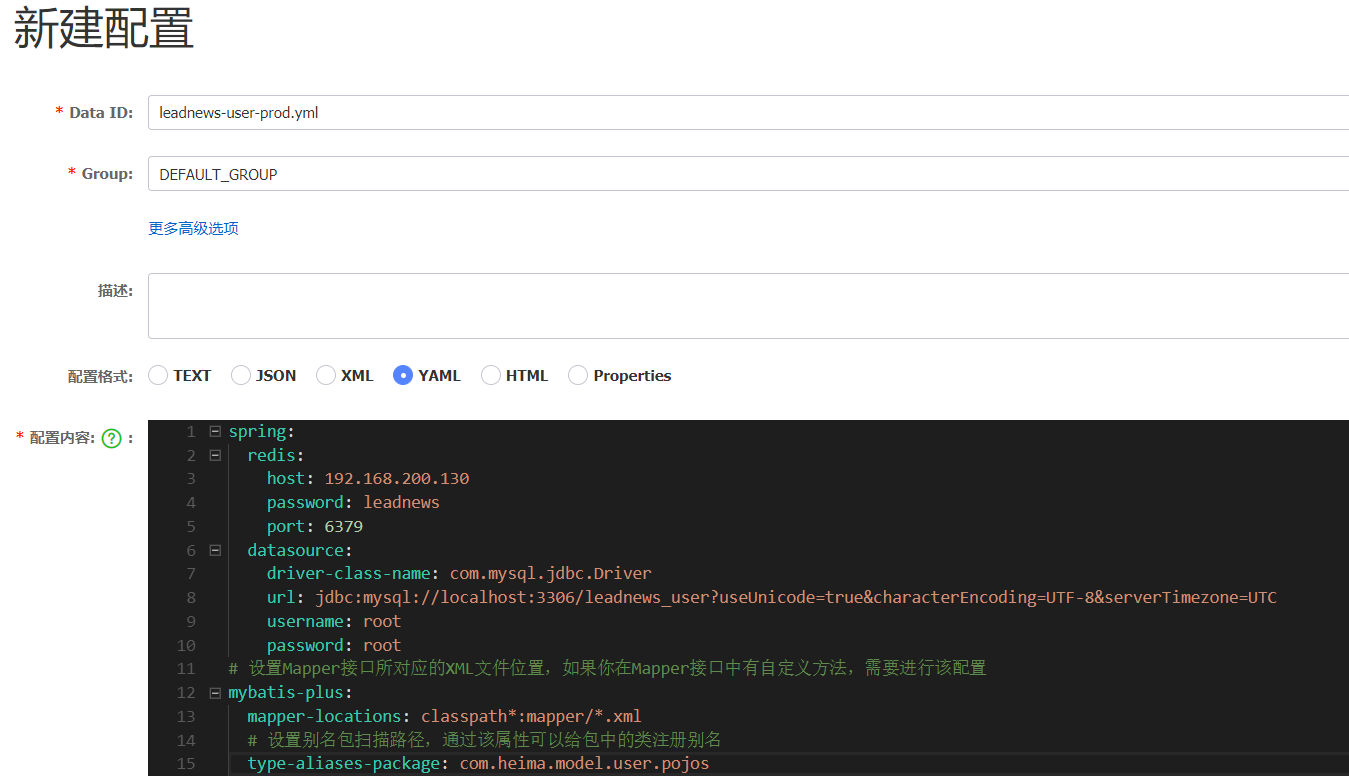 新建配置
* Data ID: leadnews-user-prod.yml
* Group: DEFAULT_GROUP
更多高级选项
描述:
配置格式: TEXT JSON XML YAML HTML Properties
* 配置内容: ? :
1 spring:
2 redis:
3 host: 192.168.200.130
4 password: leadnews
5 port: 6379
6 datasource:
7 driver-class-name: com.mysql.jdbc.Driver
8 url: jdbc:mysql://localhost:3306/leadnews_user?useUnicode=true&characterEncoding=UTF-8&serverTimezone=UTC
9 username: root
10 password: root
11 # 设置Mapper接口所对应的XML文件位置，如果你在Mapper接口中有自定义方法，需要进行该配置
12 mybatis-plus:
13 mapper-locations: classpath*:mapper/*.xml
14 # 设置别名包扫描路径，通过该属性可以给包中的类注册别名
15 type-aliases-package: com.heima.model.user.pojos